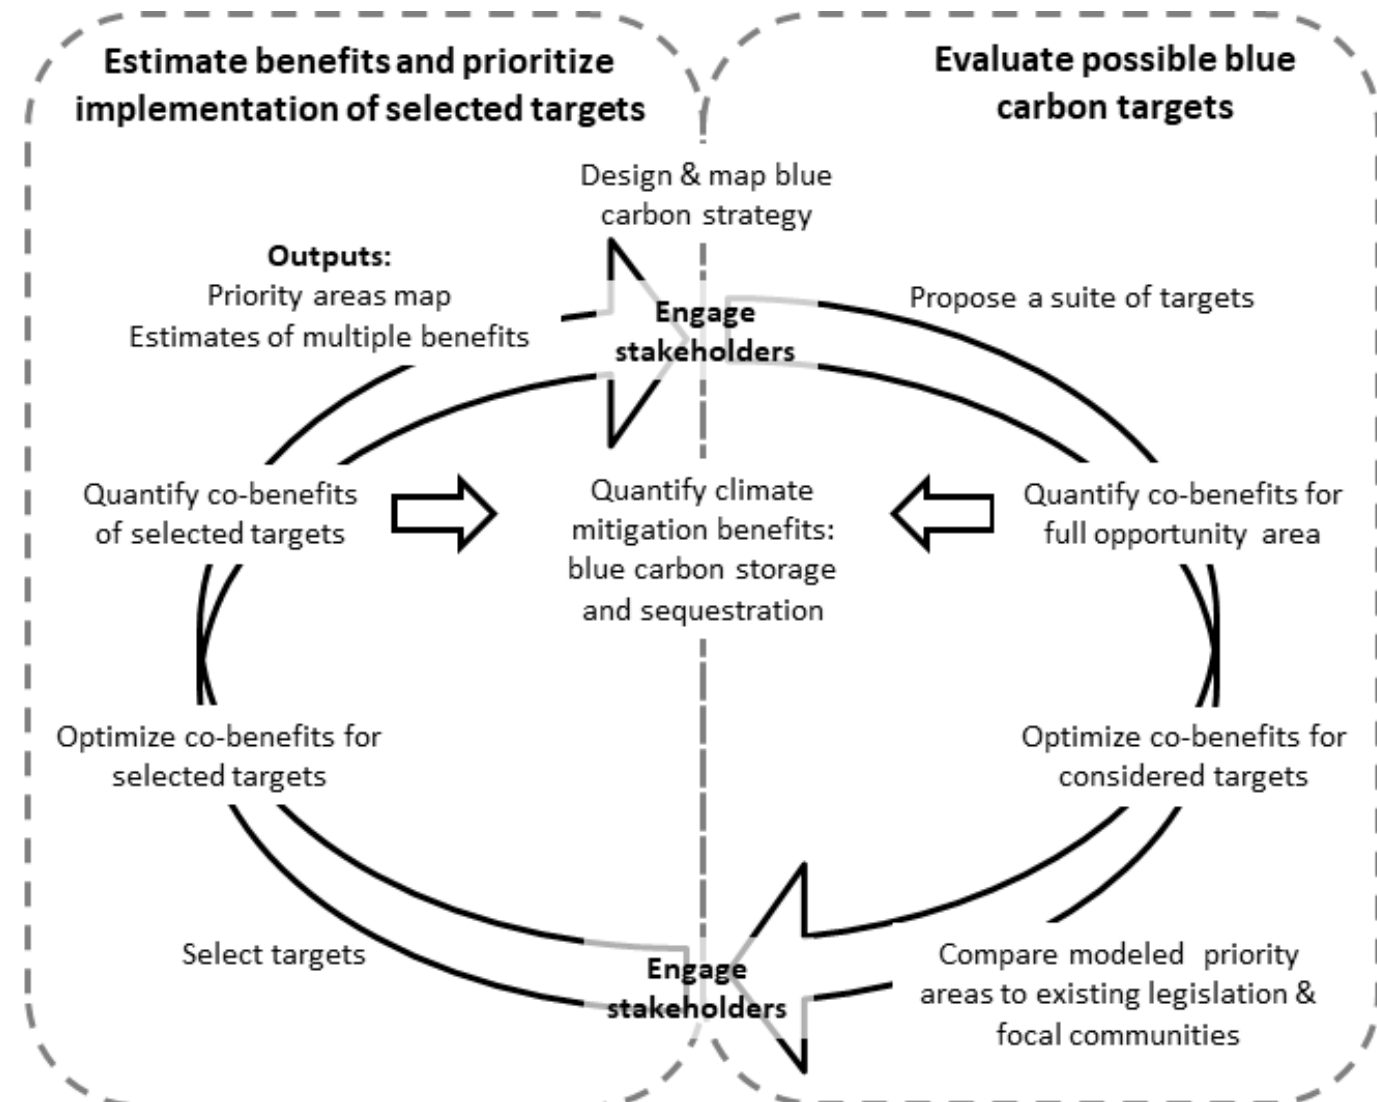 Estimate benefits and prioritize
implementation of selected targets
Evaluate possible blue
carbon targets
Design & map blue
carbon strategy
Outputs:
Priority areas map
Estimates of multiple benefits
Engage
stakeholders
Propose a suite of targets
Quantify co-benefits
of selected targets
Quantify climate
mitigation benefits:
blue carbon storage
and sequestration
Quantify co-benefits for
full opportunity area
Optimize co-benefits for
selected targets
Optimize co-benefits for
considered targets
Select targets
Engage
stakeholders
Compare modeled priority
areas to existing legislation &
focal communities